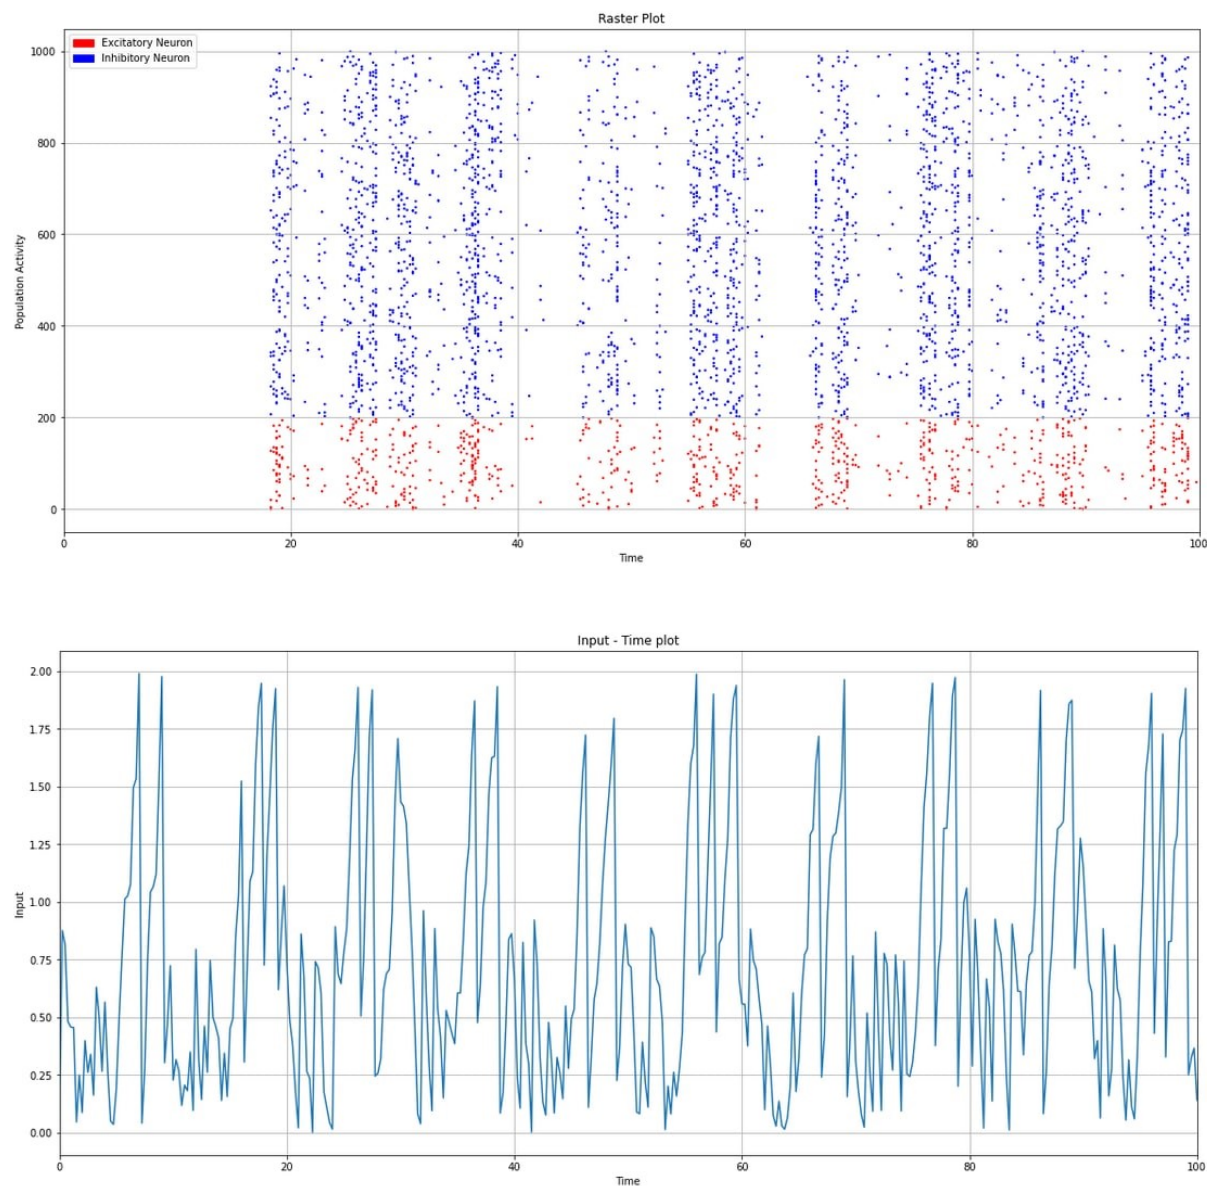 Raster Plot
Excitatory Neuron
Inhibitory Neuron
1000
800
600
400
200
0
Population Activity
0 20 40 60 80 100
Time
Input - Time plot
2.00
1.75
1.50
1.25
1.00
0.75
0.50
0.25
0.00
Input
0 20 40 60 80 100
Time